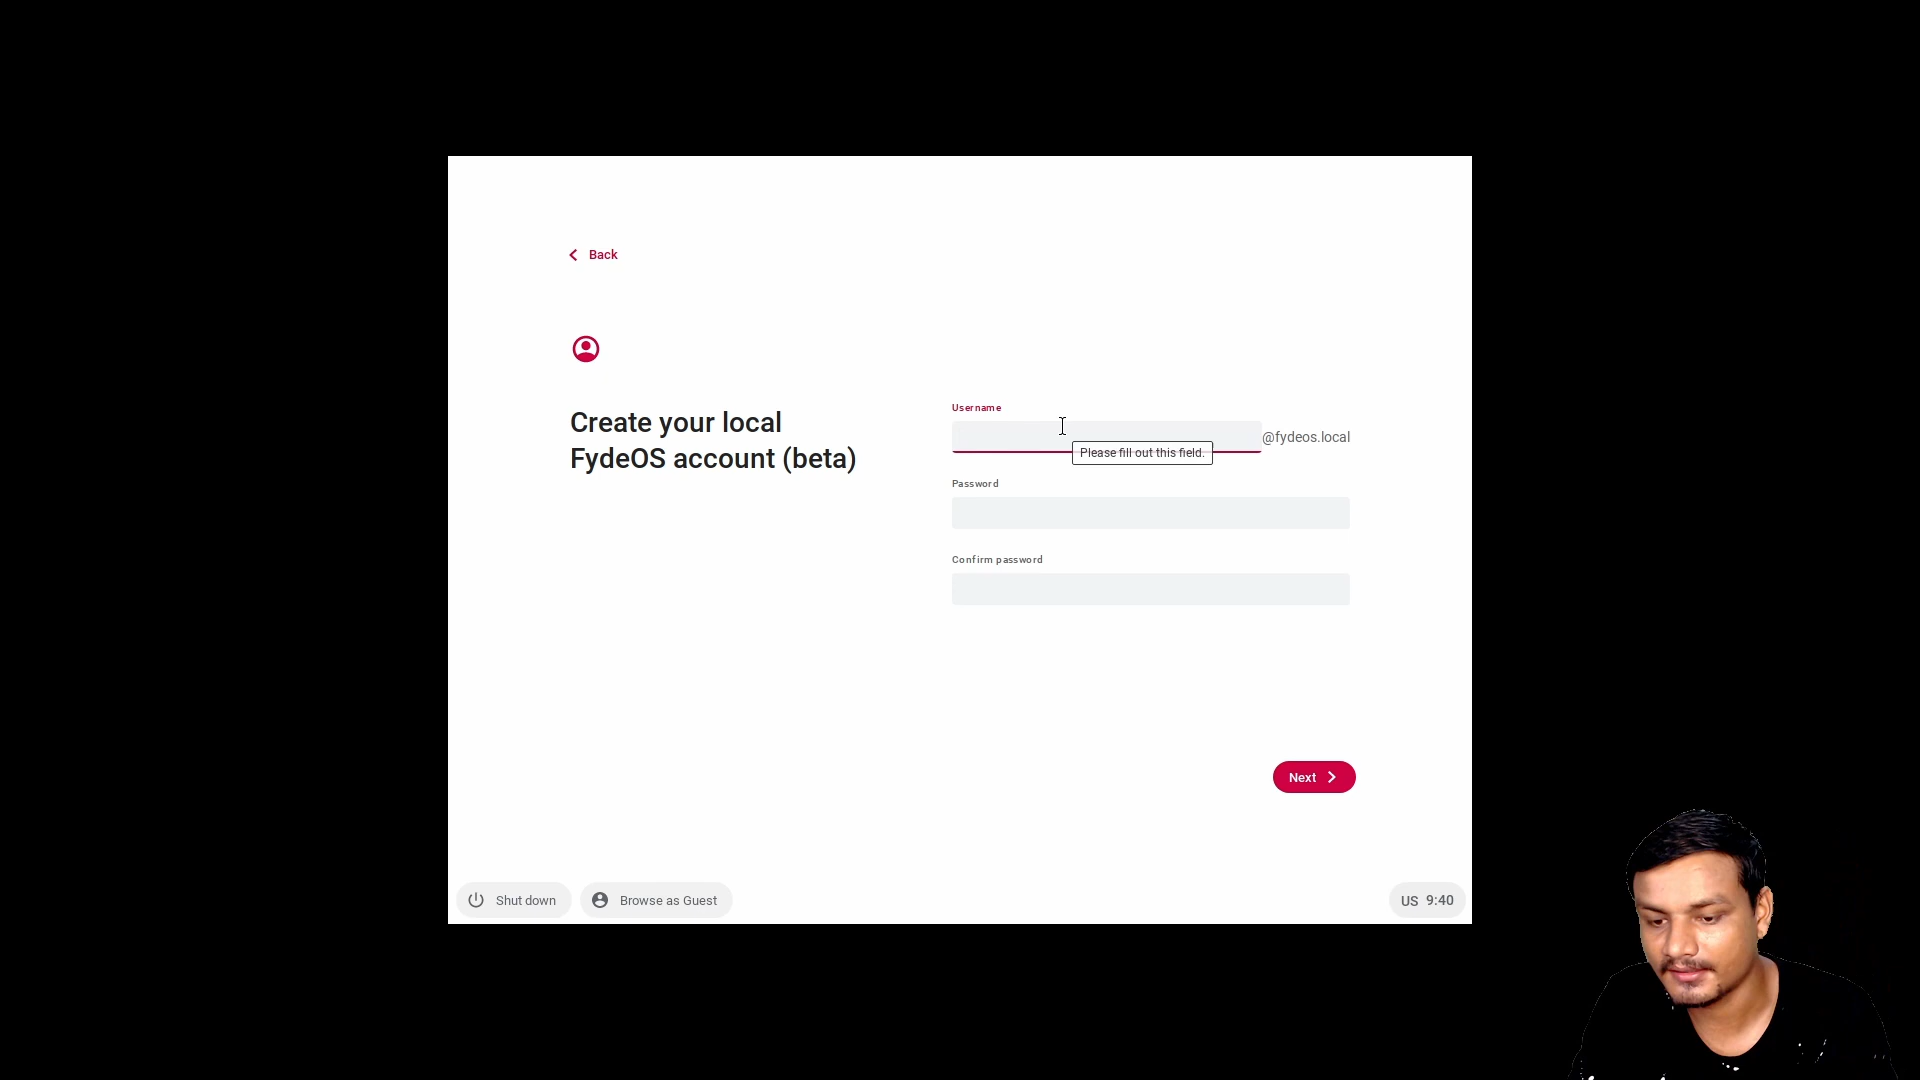 Back
Create your local
FydeOS account (beta)
Username
@fydeos.local
Please fill out this field.
Password
Confirm password
Next
Shut down
Browse as Guest
US 9:40